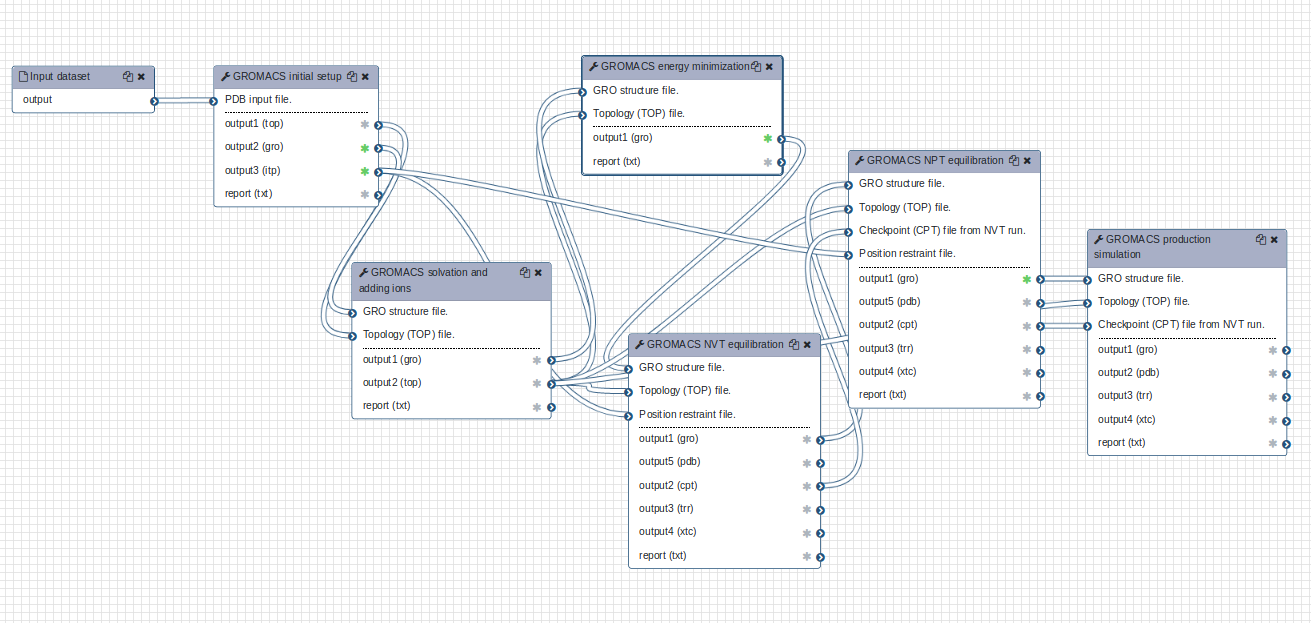 Input dataset
output
GROMACS initial setup
PDB input file.
output1 (top)
output2 (gro)
output3 (itp)
report (txt)
GROMACS solvation and
adding ions
GRO structure file.
Topology (TOP) file.
output1 (gro)
output2 (top)
report (txt)
GROMACS energy minimization
GRO structure file.
Topology (TOP) file.
output1 (gro)
report (txt)
GROMACS NVT equilibration
GRO structure file.
Topology (TOP) file.
Position restraint file.
output1 (gro)
output5 (pdb)
output2 (cpt)
output3 (trr)
output4 (xtc)
report (txt)
GROMACS NPT equilibration
GRO structure file.
Topology (TOP) file.
Checkpoint (CPT) file from NVT run.
Position restraint file.
output1 (gro)
output5 (pdb)
output2 (cpt)
output3 (trr)
output4 (xtc)
report (txt)
GROMACS production
simulation
GRO structure file.
Topology (TOP) file.
Checkpoint (CPT) file from NVT run.
output1 (gro)
output2 (pdb)
output3 (trr)
output4 (xtc)
report (txt)